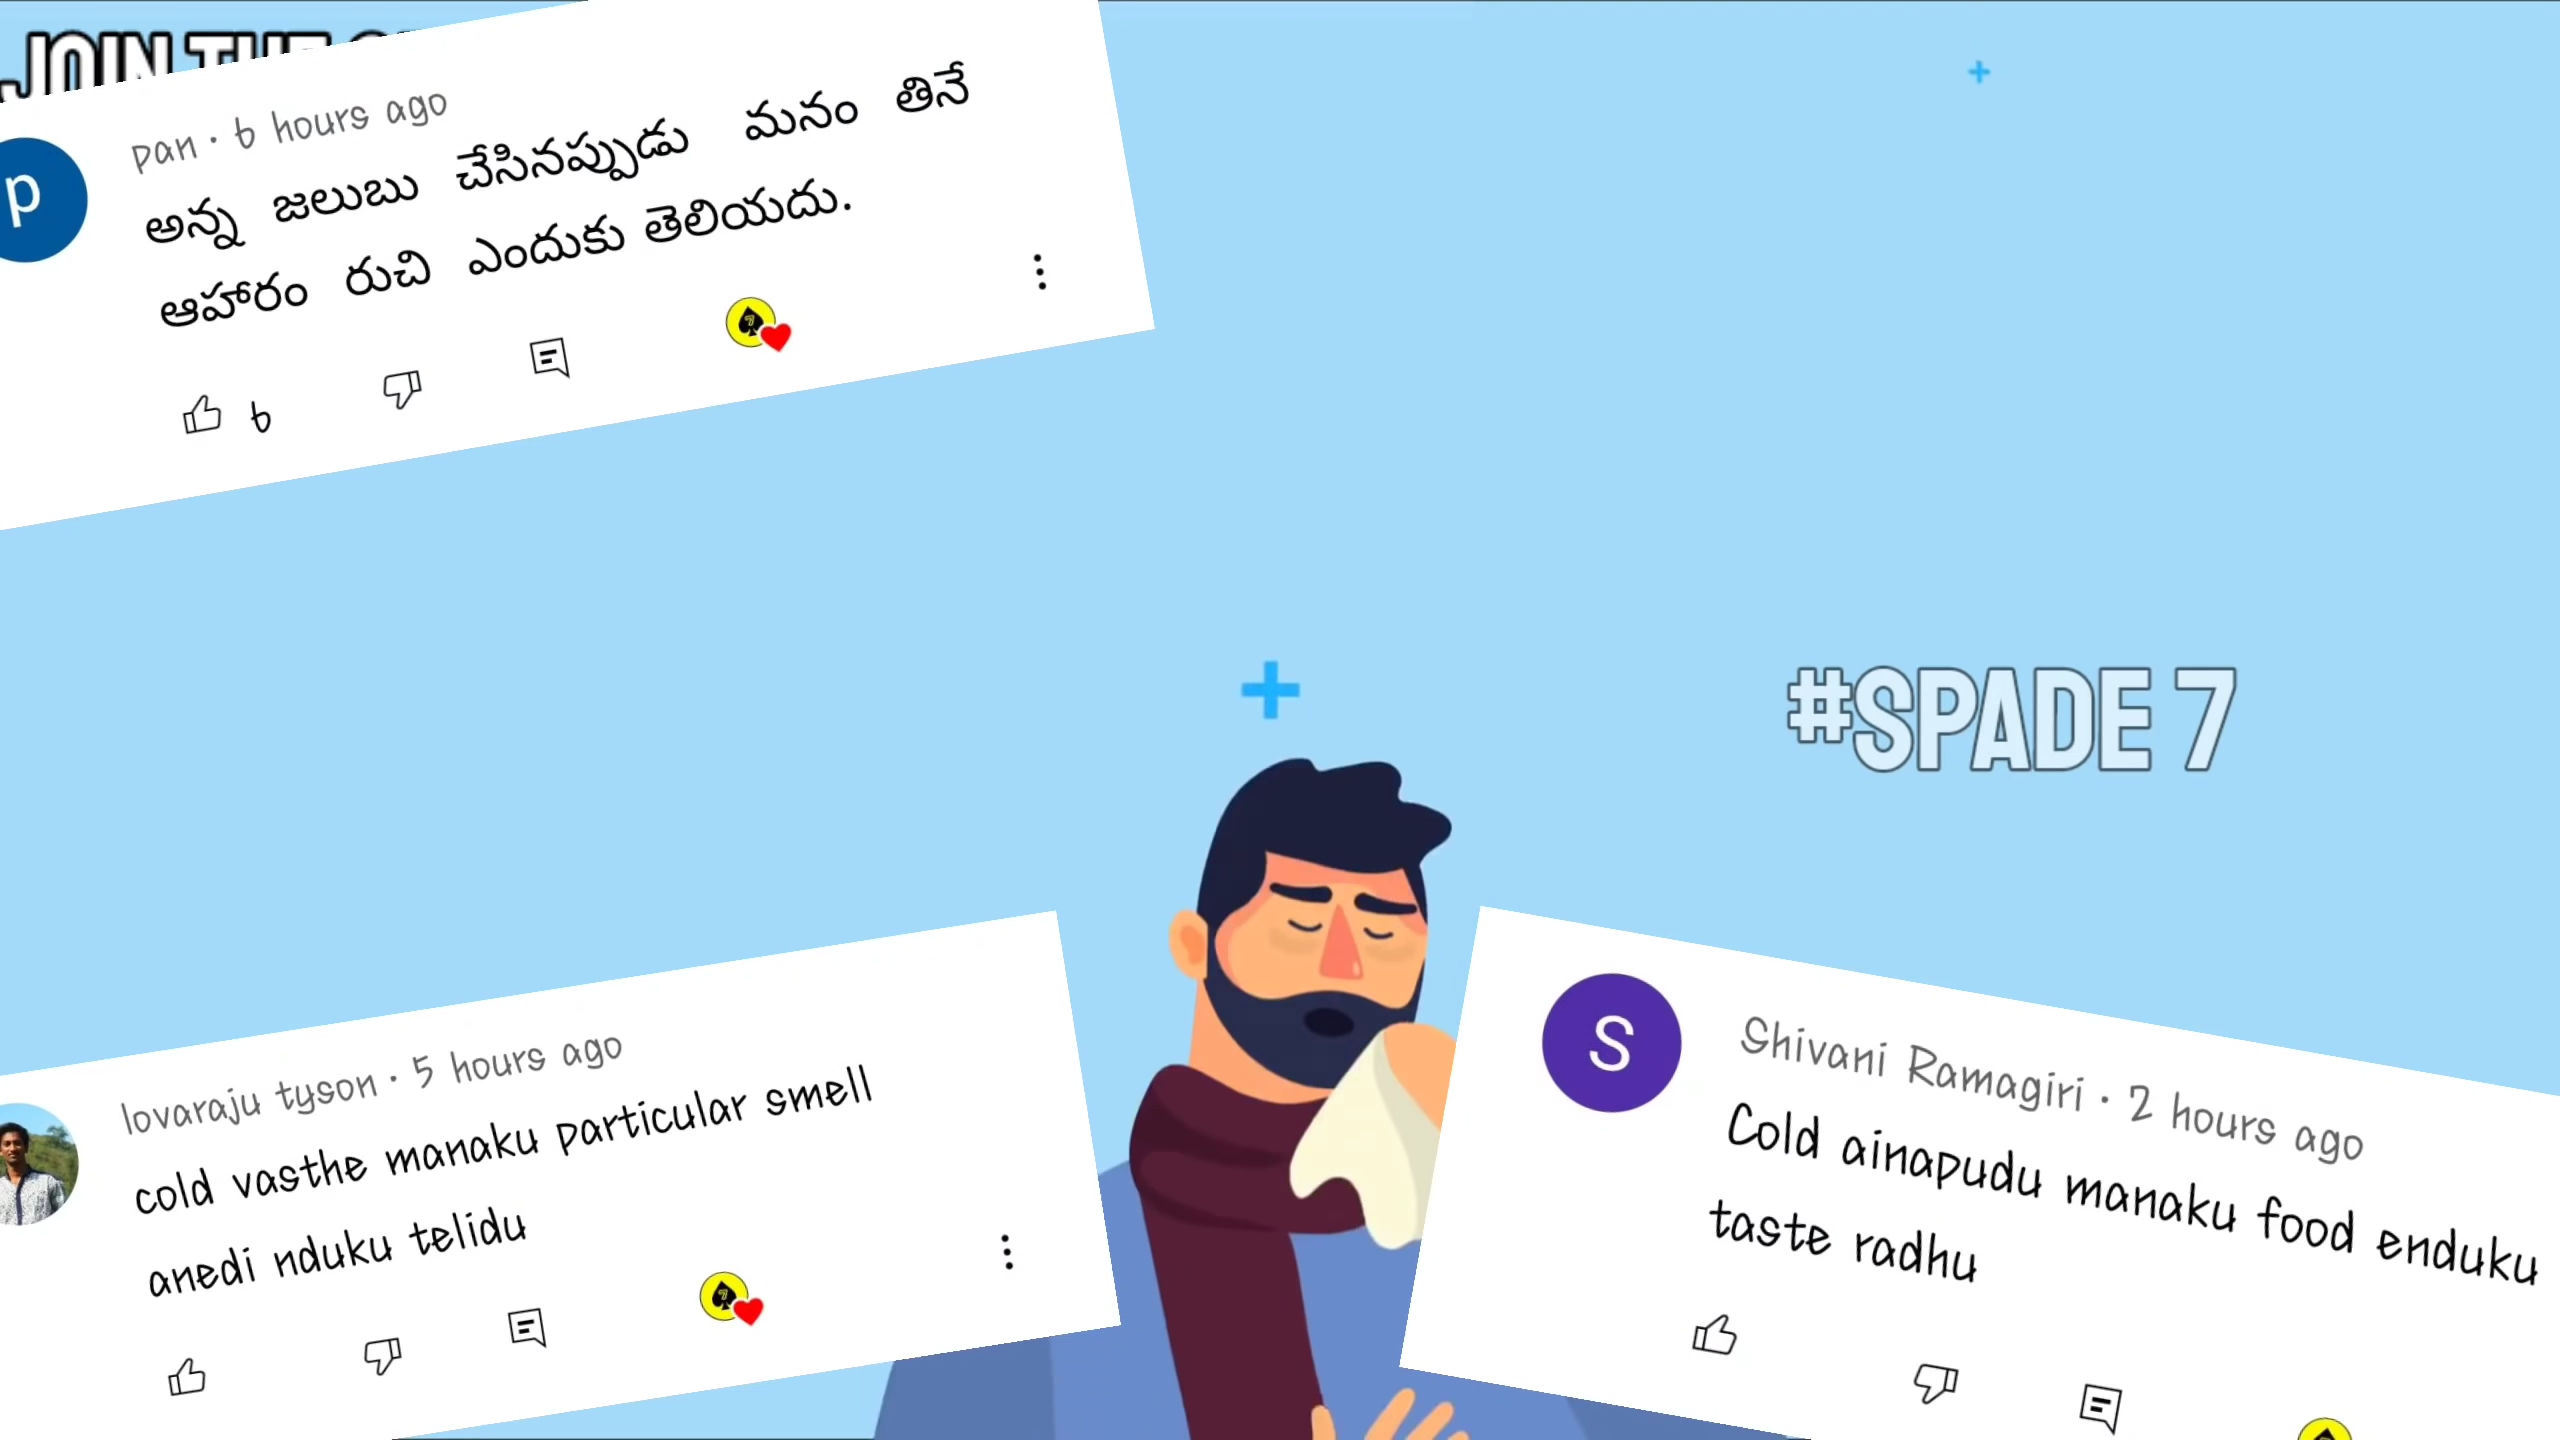 JOIN THE
pan · 6 hours ago
అన్న జలుబు చేసినప్పుడు మనం తినే
ఆహారం రుచి ఎందుకు తెలియదు.
6
#SPADE 7
lovaraju tyson · 5 hours ago
cold vasthe manaku particular smell
anedi nduku telidu
S
Shivani Ramagiri · 2 hours ago
Cold ainapudu manaku food enduku
taste radhu
p